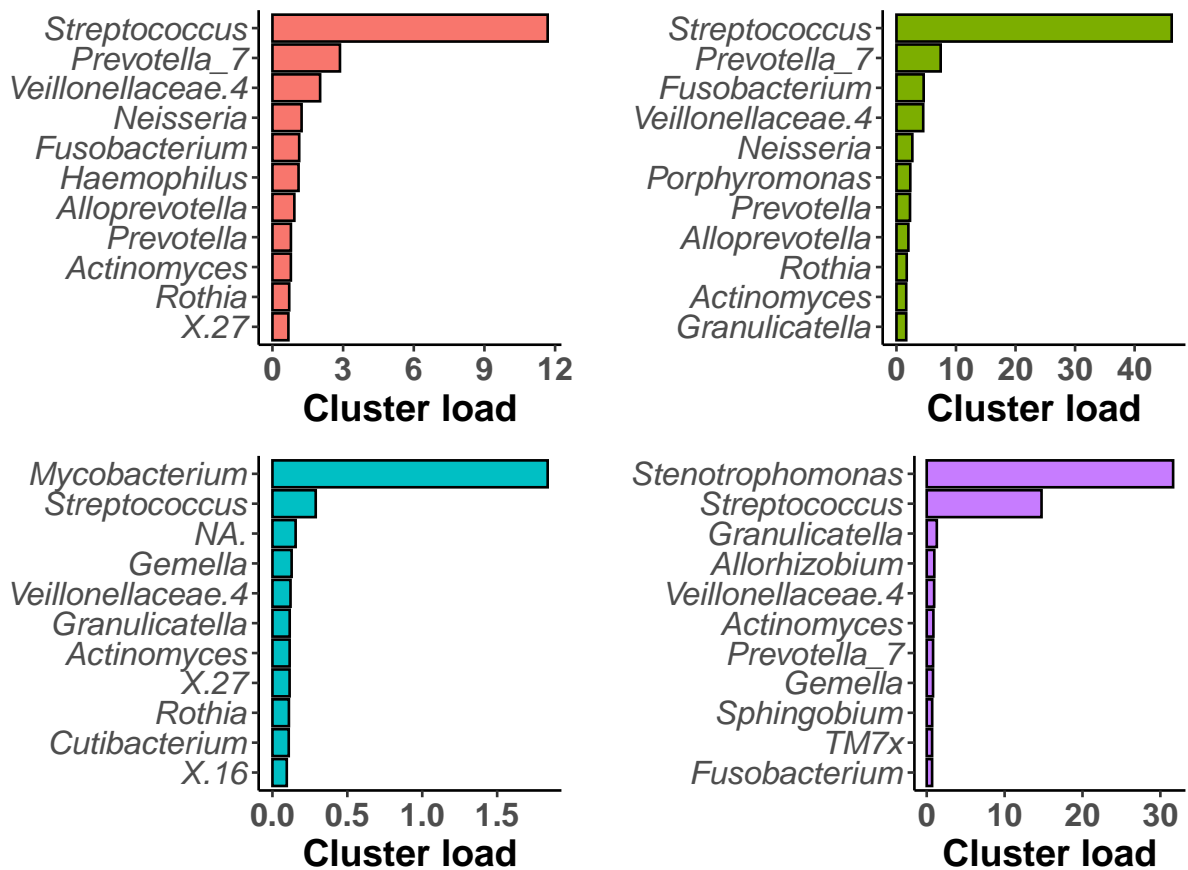 Streptococcus
Prevotella_7
Veillonellaceae.4
Neisseria
Fusobacterium
Haemophilus
Alloprevotella
Prevotella
Actinomyces
Rothia
X.27
0 3 6 9 12
Cluster load
Streptococcus
Prevotella_7
Fusobacterium
Veillonellaceae.4
Neisseria
Porphyromonas
Prevotella
Alloprevotella
Rothia
Actinomyces
Granulicatella
0 10 20 30 40
Cluster load
Mycobacterium
Streptococcus
NA.
Gemella
Veillonellaceae.4
Granulicatella
Actinomyces
X.27
Rothia
Cutibacterium
X.16
0.0 0.5 1.0 1.5
Cluster load
Stenotrophomonas
Streptococcus
Granulicatella
Allorhizobium
Veillonellaceae.4
Actinomyces
Prevotella_7
Gemella
Sphingobium
TM7x
Fusobacterium
0 10 20 30
Cluster load